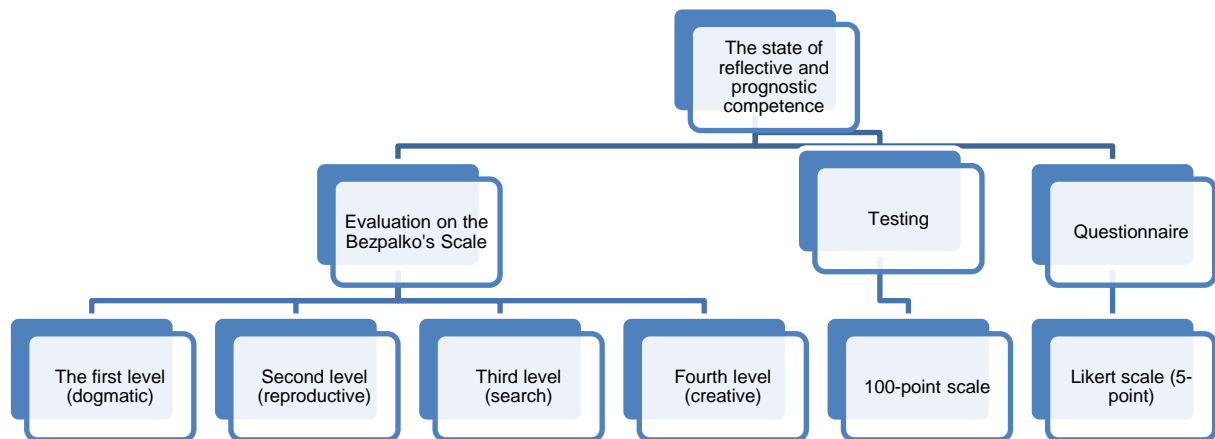 The state of
reflective and
prognostic
competence
Evaluation on the
Bezpalko's Scale
Testing
Questionnaire
The first level
(dogmatic)
Second level
(reproductive)
Third level
(search)
Fourth level
(creative)
100-point scale
Likert scale (5-
point)